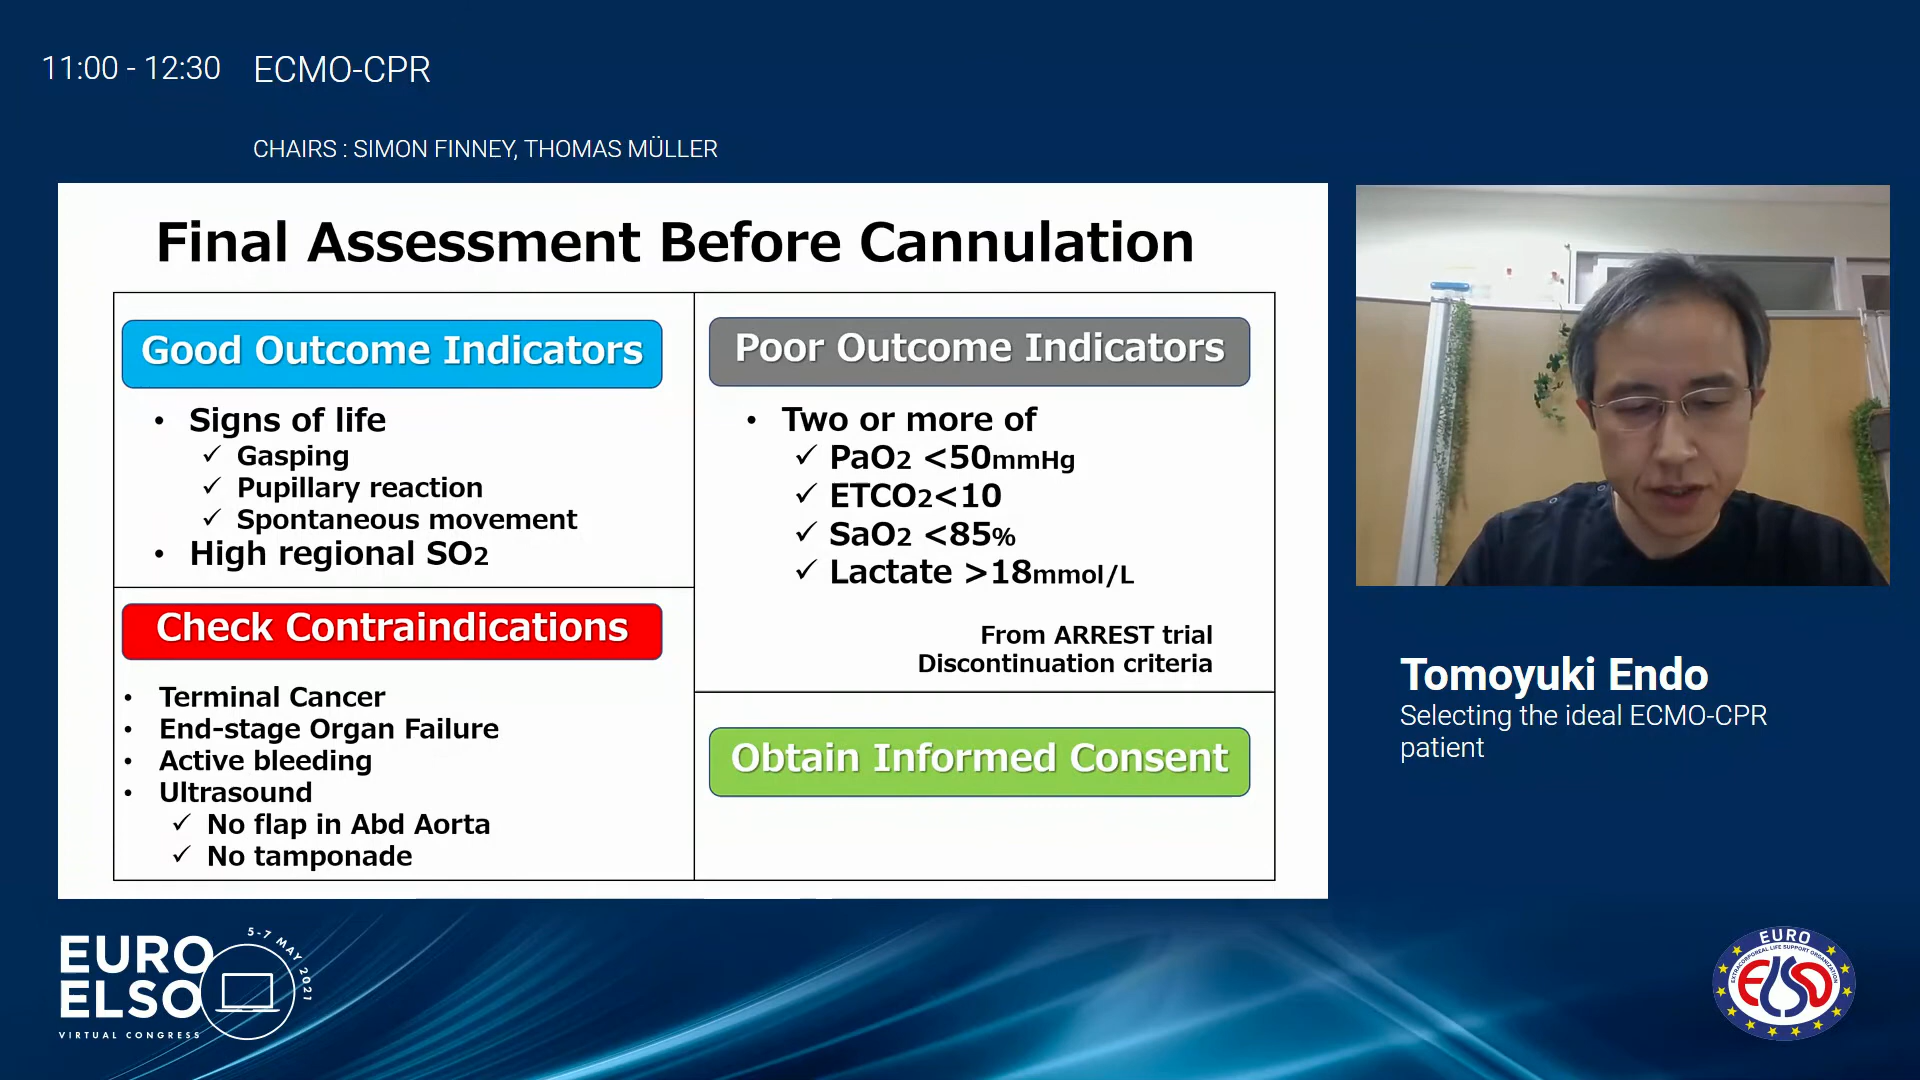 11:00 - 12:30 ECMO-CPR
CHAIRS : SIMON FINNEY, THOMAS MÜLLER
Final Assessment Before Cannulation
Good Outcome Indicators
• Signs of life
✓ Gasping
✓ Pupillary reaction
✓ Spontaneous movement
• High regional SO2
Check Contraindications
• Terminal Cancer
• End-stage Organ Failure
• Active bleeding
• Ultrasound
✓ No flap in Abd Aorta
✓ No tamponade
Poor Outcome Indicators
• Two or more of
✓ PaO2 <50mmHg
✓ ETCO2<10
✓ SaO2 <85%
✓ Lactate >18mmol/L
From ARREST trial
Discontinuation criteria
Obtain Informed Consent
Tomoyuki Endo
Selecting the ideal ECMO-CPR
patient
EURO
ELSO
VIRTUAL CONGRESS
5-7 MAY 2021
EURO
EXTRACORPOREAL LIFE SUPPORT ORGANIZATION
ELSO